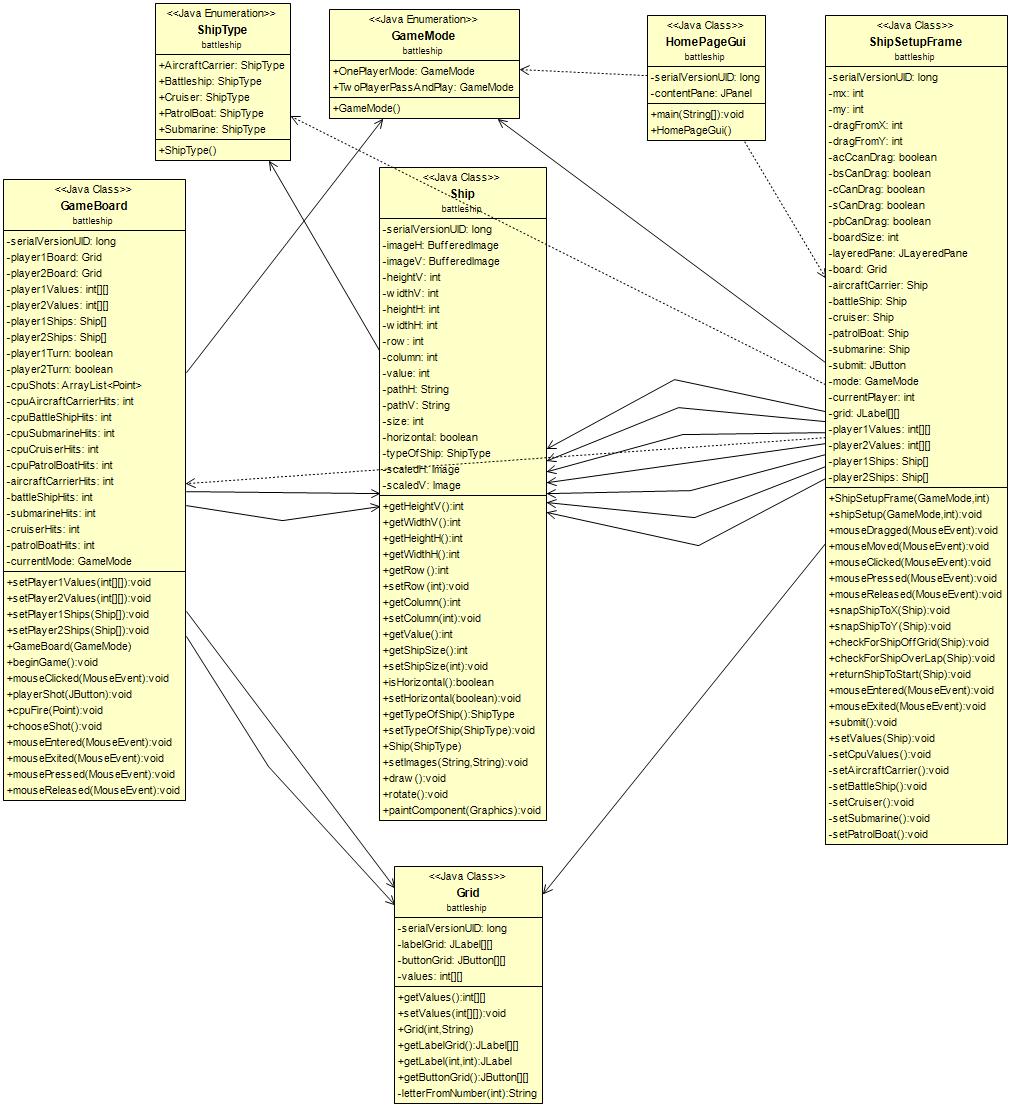 <<Java Enumeration>>
ShipType
battleship
+AircraftCarrier: ShipType
+Battleship: ShipType
+Cruiser: ShipType
+PatrolBoat: ShipType
+Submarine: ShipType
+ShipType()
<<Java Enumeration>>
GameMode
battleship
+OnePlayerMode: GameMode
+TwoPlayerPassAndPlay: GameMode
+GameMode()
<<Java Class>>
HomePageGui
battleship
-serialVersionUID: long
-contentPane: JPanel
+main(String[]):void
+HomePageGui()
<<Java Class>>
ShipSetupFrame
battleship
-serialVersionUID: long
-mx: int
-my: int
-dragFromX: int
-dragFromY: int
-acCcanDrag: boolean
-bsCanDrag: boolean
-cCanDrag: boolean
-sCanDrag: boolean
-pbCanDrag: boolean
-boardSize: int
-layeredPane: JLayeredPane
-board: Grid
-aircraftCarrier: Ship
-battleShip: Ship
-cruiser: Ship
-patrolBoat: Ship
-submarine: Ship
-submit: JButton
-mode: GameMode
-currentPlayer: int
-grid: JLabel[][]
-player1Values: int[][]
-player2Values: int[][]
-player1Ships: Ship[]
-player2Ships: Ship[]
+ShipSetupFrame(GameMode,int)
+shipSetup(GameMode,int):void
+mouseDragged(MouseEvent):void
+mouseMoved(MouseEvent):void
+mouseClicked(MouseEvent):void
+mousePressed(MouseEvent):void
+mouseReleased(MouseEvent):void
+snapShipToX(Ship):void
+snapShipToY(Ship):void
+checkForShipOffGrid(Ship):void
+checkForShipOverLap(Ship):void
+returnShipToStart(Ship):void
+mouseEntered(MouseEvent):void
+mouseExited(MouseEvent):void
+submit():void
+setValues(Ship):void
-setCpuValues():void
-setAircraftCarrier():void
-setBattleShip():void
-setCruiser():void
-setSubmarine():void
-setPatrolBoat():void
<<Java Class>>
GameBoard
battleship
-serialVersionUID: long
-player1Board: Grid
-player2Board: Grid
-player1Values: int[][]
-player2Values: int[][]
-player1Ships: Ship[]
-player2Ships: Ship[]
-player1Turn: boolean
-player2Turn: boolean
-cpuShots: ArrayList<Point>
-cpuAircraftCarrierHits: int
-cpuBattleShipHits: int
-cpuSubmarineHits: int
-cpuCruiserHits: int
-cpuPatrolBoatHits: int
-aircraftCarrierHits: int
-battleShipHits: int
-submarineHits: int
-cruiserHits: int
-patrolBoatHits: int
-currentMode: GameMode
+setPlayer1Values(int[][]):void
+setPlayer2Values(int[][]):void
+setPlayer1Ships(Ship[]):void
+setPlayer2Ships(Ship[]):void
+GameBoard(GameMode)
+beginGame():void
+mouseClicked(MouseEvent):void
+playerShot(JButton):void
+cpuFire(Point):void
+chooseShot():void
+mouseEntered(MouseEvent):void
+mouseExited(MouseEvent):void
+mousePressed(MouseEvent):void
+mouseReleased(MouseEvent):void
<<Java Class>>
Ship
battleship
-serialVersionUID: long
-imageH: BufferedImage
-imageV: BufferedImage
-heightV: int
-widthV: int
-heightH: int
-widthH: int
-row: int
-column: int
-value: int
-pathH: String
-pathV: String
-size: int
-horizontal: boolean
-typeOfShip: ShipType
-scaledH: Image
-scaledV: Image
+getHeightV():int
+getWidthV():int
+getHeightH():int
+getWidthH():int
+getRow():int
+setRow(int):void
+getColumn():int
+setColumn(int):void
+getValue():int
+getShipSize():int
+setShipSize(int):void
+isHorizontal():boolean
+setHorizontal(boolean):void
+getTypeOfShip():ShipType
+setTypeOfShip(ShipType):void
+Ship(ShipType)
+setImages(String,String):void
+draw():void
+rotate():void
+paintComponent(Graphics):void
<<Java Class>>
Grid
battleship
-serialVersionUID: long
-labelGrid: JLabel[][]
-buttonGrid: JButton[][]
-values: int[][]
+getValues():int[][]
+setValues(int[][]):void
+Grid(int,String)
+getLabelGrid():JLabel[][]
+getLabel(int,int):JLabel
+getButtonGrid():JButton[][]
-letterFromNumber(int):String